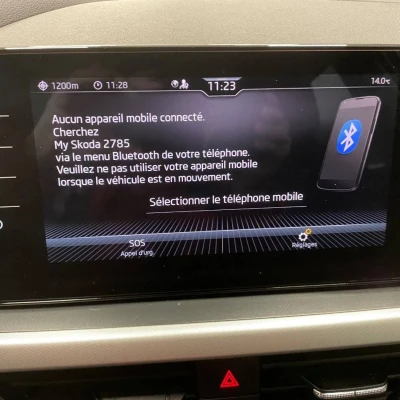 1200m 11:28 11:23 14.0°C
Aucun appareil mobile connecté.
Cherchez
My Skoda 2785
via le menu Bluetooth de votre téléphone.
Veuillez ne pas utiliser votre appareil mobile
lorsque le véhicule est en mouvement.
Sélectionner le téléphone mobile
SOS Réglages
Appel d'urg.